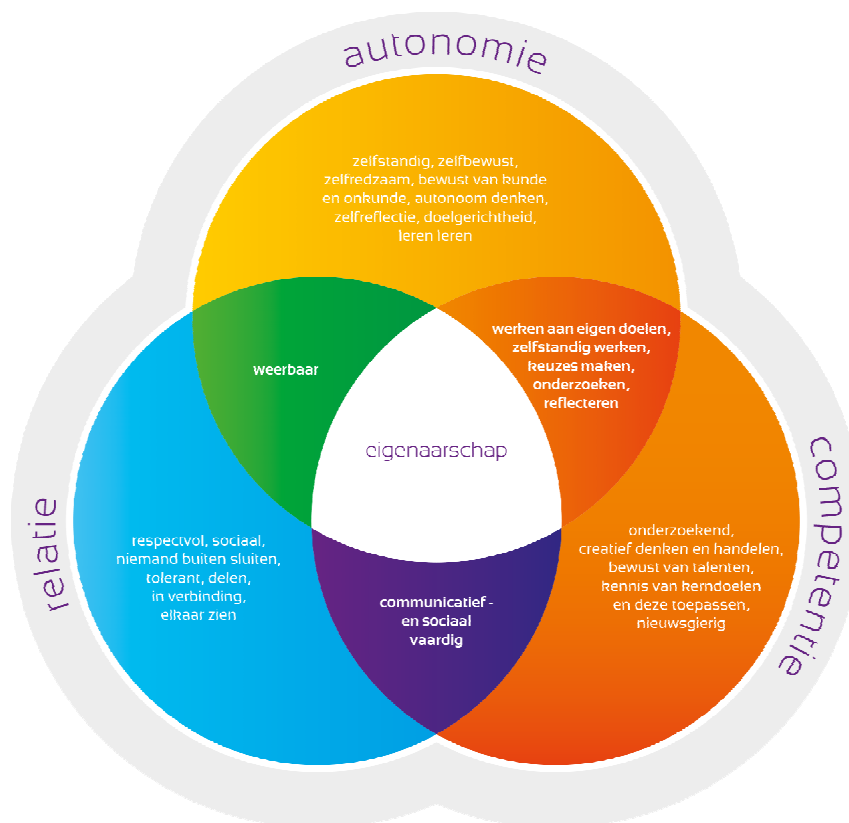 autonomie
zelfstandig, zelfbewust,
zelfredzaam, bewust van kunde
en onkunde, autonoom denken,
zelfreflectie, doelgerichtheid,
leren leren
werken aan eigen doelen,
zelfstandig werken,
keuzes maken,
onderzoeken,
reflecteren
weerbaar
eigenaarschap
relatie
respectvol, sociaal,
niemand buiten sluiten,
tolerant, delen,
in verbinding,
elkaar zien
communicatief -
en sociaal
vaardig
competentie
onderzoekend,
creatief denken en handelen,
bewust van talenten,
kennis van kerndoelen
en deze toepassen,
nieuwsgierig